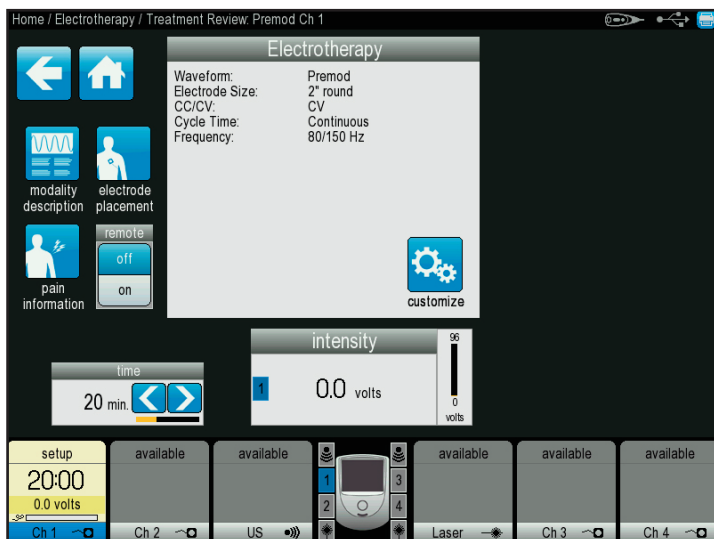 Home / Electrotherapy / Treatment Review: Premod Ch 1
Electrotherapy
Waveform: Premod
Electrode Size: 2" round
CC/CV: CV
Cycle Time: Continuous
Frequency: 80/150 Hz
modality description
electrode placement
pain information
remote
off
on
customize
time
20 min.
intensity
1
0.0 volts
96
0
volts
setup
20:00
0.0 volts
Ch 1
available
Ch 2
available
US
1
2
3
4
available
Laser
available
Ch 3
available
Ch 4